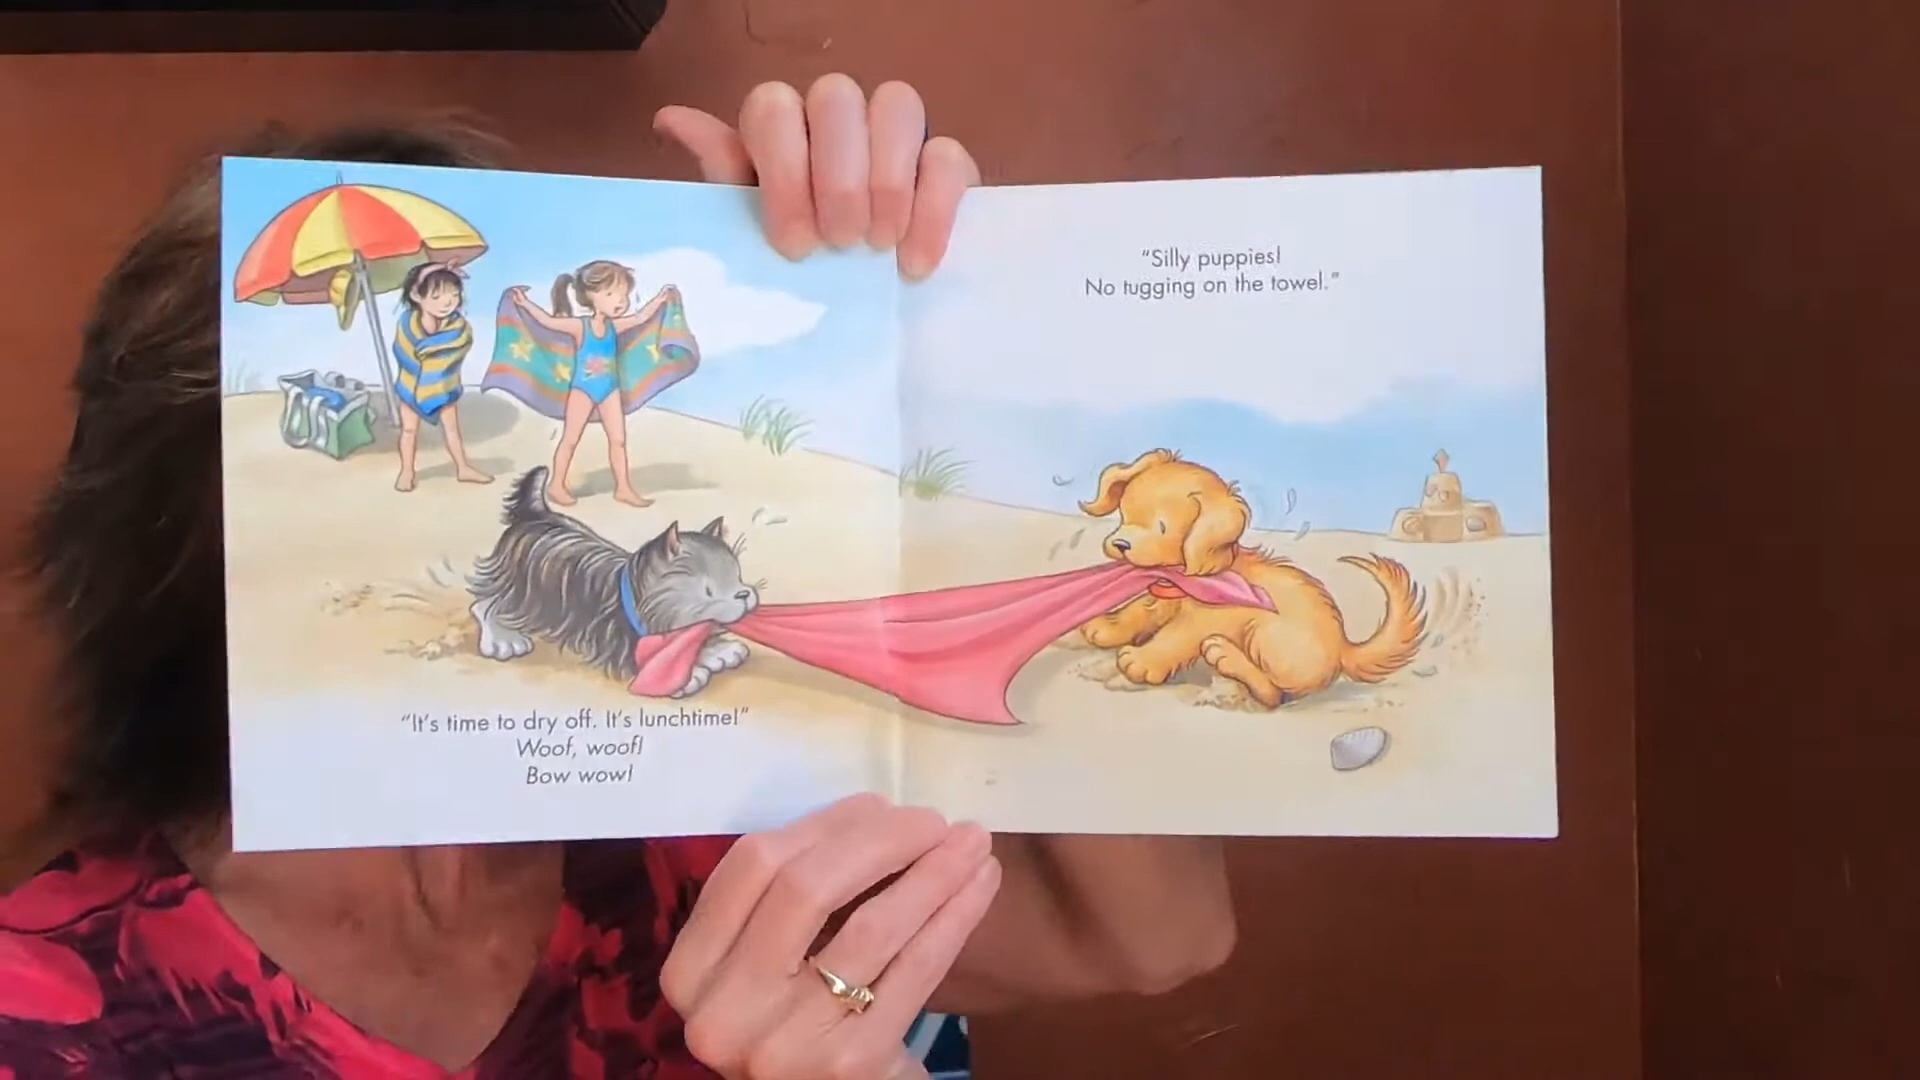 “It’s time to dry off. It’s lunchtime!”
Woof, woof!
Bow wow!
“Silly puppies!
No tugging on the towel.”